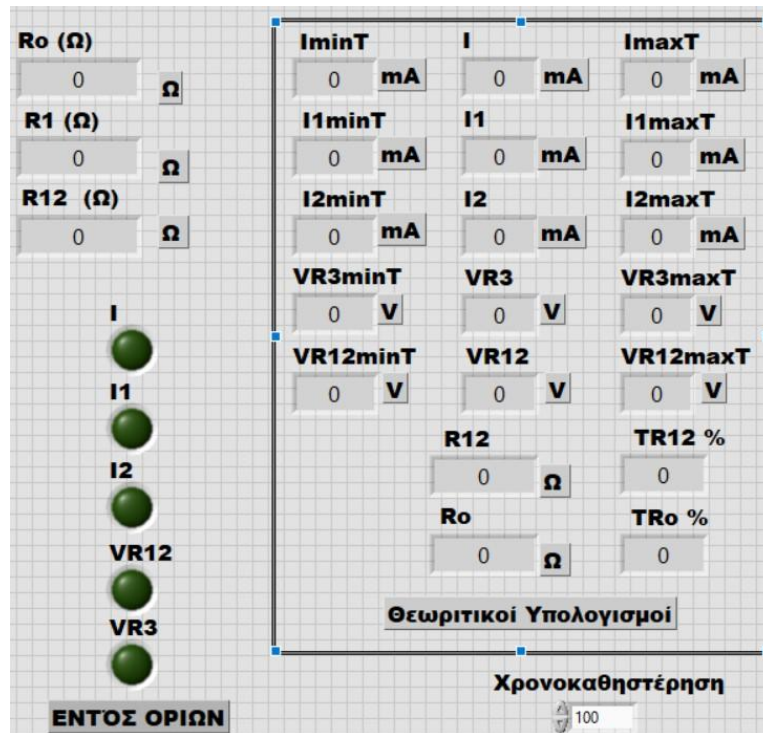 Ro (Ω)
0 Ω
R1 (Ω)
0 Ω
R12 (Ω)
0 Ω
I
I1
I2
VR12
VR3
ΕΝΤΌΣ ΟΡΙΩΝ
IminT I ImaxT
0 mA 0 mA 0 mA
I1minT I1 I1maxT
0 mA 0 mA 0 mA
I2minT I2 I2maxT
0 mA 0 mA 0 mA
VR3minT VR3 VR3maxT
0 V 0 V 0 V
VR12minT VR12 VR12maxT
0 V 0 V 0 V
R12 TR12 %
0 Ω 0
Ro TRo %
0 Ω 0
Θεωριτικοί Υπολογισμοί
Χρονοκαθηστέρηση
100